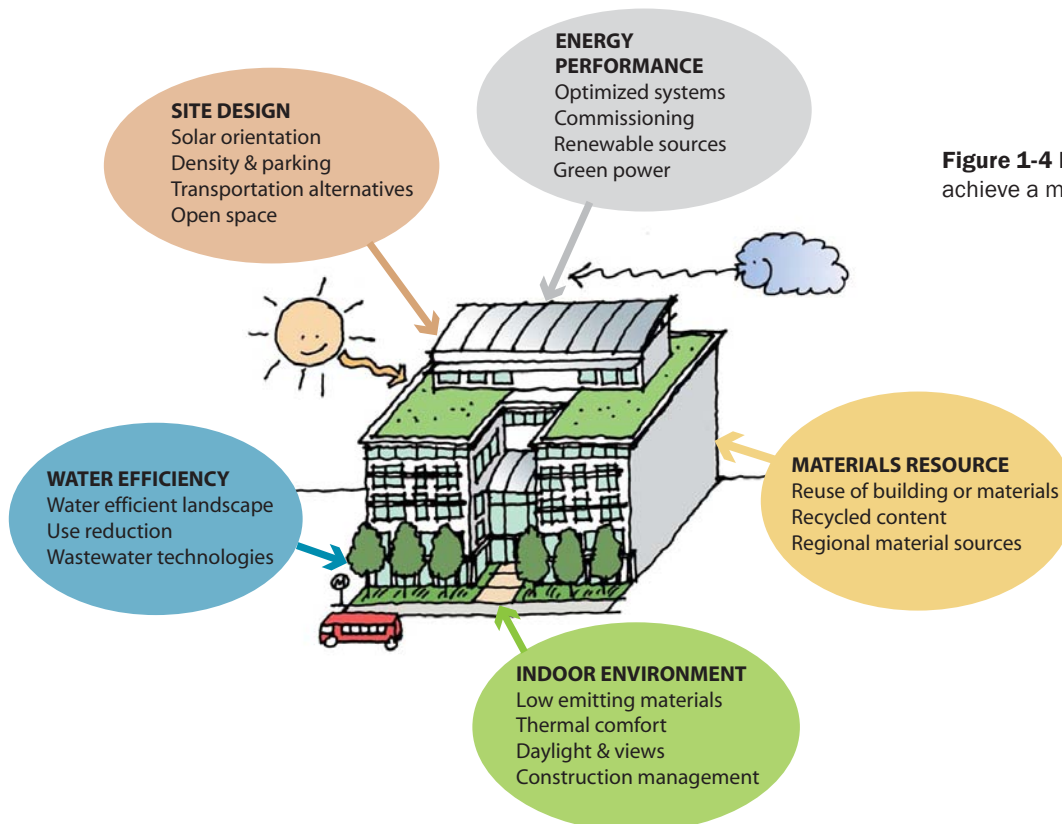 ENERGY
PERFORMANCE
Optimized systems
Commissioning
Renewable sources
Green power
SITE DESIGN
Solar orientation
Density & parking
Transportation alternatives
Open space
Figure 1-4
achieve a
WATER EFFICIENCY
Water efficient landscape
Use reduction
Wastewater technologies
MATERIALS RESOURCE
Reuse of building or materials
Recycled content
Regional material sources
M
INDOOR ENVIRONMENT
Low emitting materials
Thermal comfort
Daylight & views
Construction management